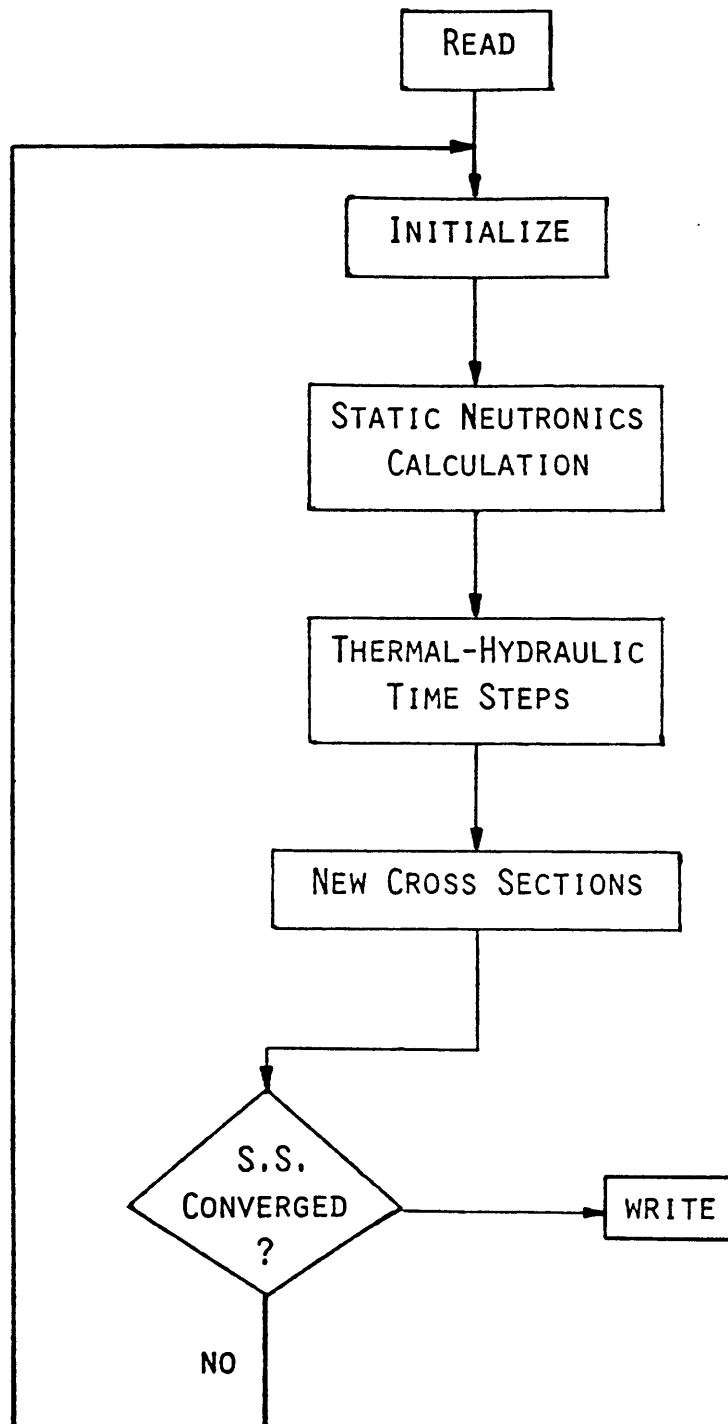 READ
INITIALIZE
STATIC NEUTRONICS
CALCULATION
THERMAL-HYDRAULIC
TIME STEPS
NEW CROSS SECTIONS
S.S.
CONVERGED
?
WRITE
NO